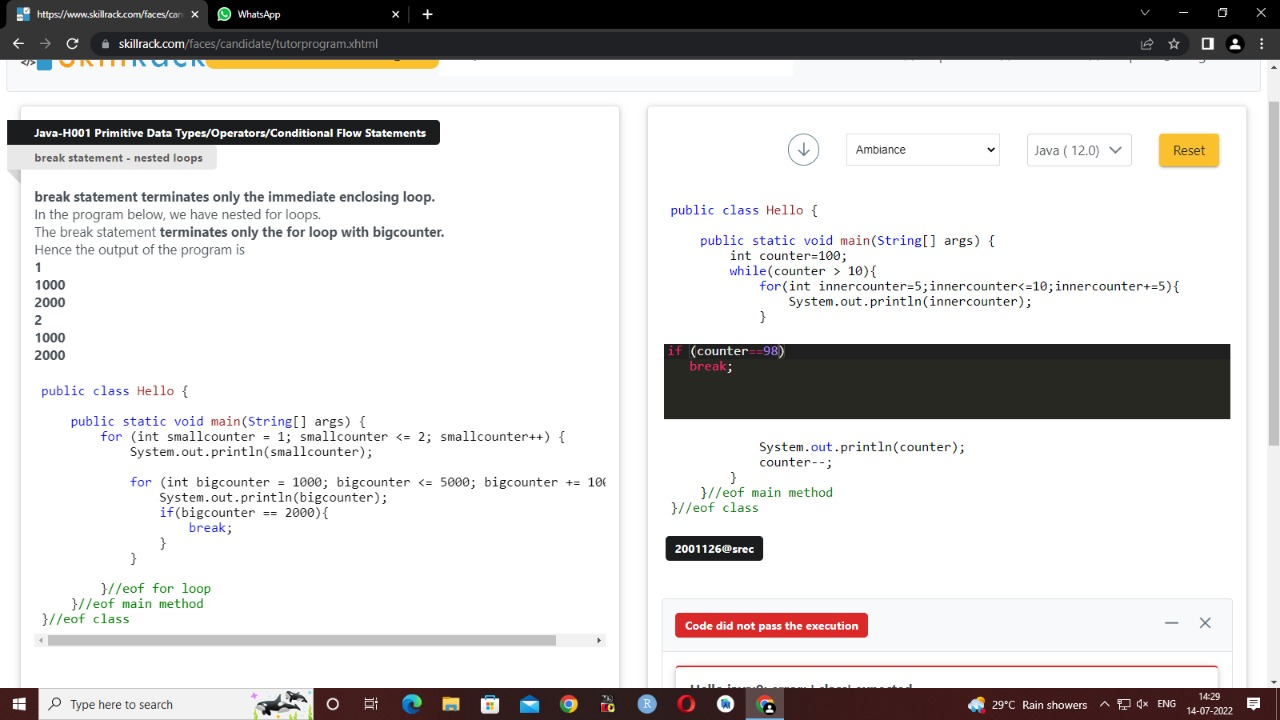 https://www.skillrack.com/faces/can
WhatsApp
skillrack.com/faces/candidate/tutorprogram.xhtml
Java-H001 Primitive Data Types/Operators/Conditional Flow Statements
break statement - nested loops
break statement terminates only the immediate enclosing loop.
In the program below, we have nested for loops.
The break statement terminates only the for loop with bigcounter.
Hence the output of the program is
1
1000
2000
2
1000
2000
public class Hello {
public static void main(String[] args) {
for (int smallcounter = 1; smallcounter <= 2; smallcounter++) {
System.out.println(smallcounter);
for (int bigcounter = 1000; bigcounter <= 5000; bigcounter += 100
System.out.println(bigcounter);
if(bigcounter == 2000){
break;
}
}
}//eof for loop
}//eof main method
}//eof class
Ambiance
Java ( 12.0)
Reset
public class Hello {
public static void main(String[] args) {
int counter=100;
while(counter > 10){
for(int innercounter=5;innercounter<=10;innercounter+=5){
System.out.println(innercounter);
}
if (counter==98)
break;
System.out.println(counter);
counter--;
}
}//eof main method
}//eof class
2001126@srec
Code did not pass the execution
Type here to search
29°C Rain showers
ENG
14:29
14-07-2022